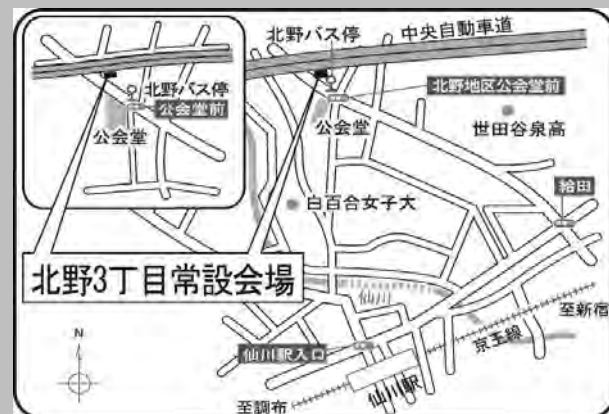 北野バス停
公会堂前
公会堂
北野バス停
中央自動車道
北野地区公会堂前
公会堂
世田谷泉高
白百合女子大
給田
北野3丁目常設会場
仙川
至新宿
京王線
仙川駅入口
仙川駅
至調布
N